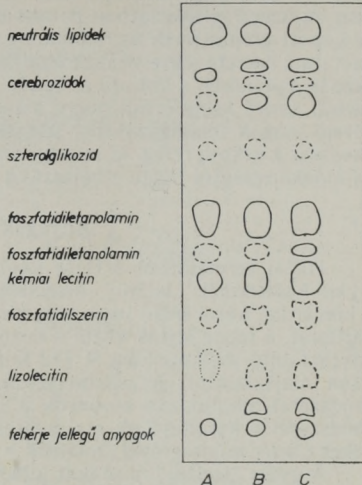 neutrális lipidek
cerebrozidok
szterolglikozid
foszfatidiletanolamin
foszfatidiletanolamin
kémiai lecitin
foszfatidilszerin
lizolecitin
fehérje jellegű anyagok
A B C